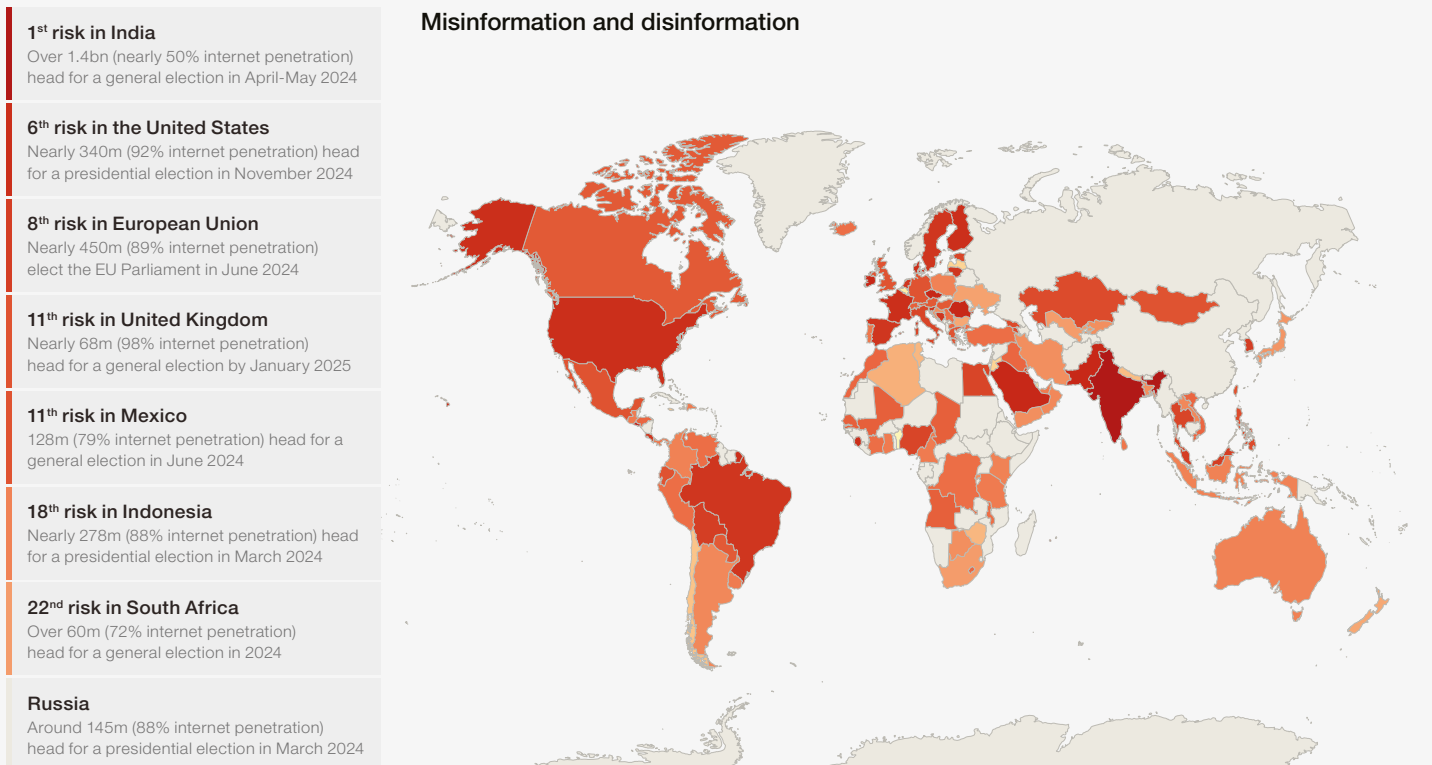 Misinformation and disinformation
1st risk in India
Over 1.4bn (nearly 50% internet penetration)
head for a general election in April-May 2024
6th risk in the United States
Nearly 340m (92% internet penetration) head
for a presidential election in November 2024
8th risk in European Union
Nearly 450m (89% internet penetration)
elect the EU Parliament in June 2024
11th risk in United Kingdom
Nearly 68m (98% internet penetration)
head for a general election by January 2025
11th risk in Mexico
128m (79% internet penetration) head for a
general election in June 2024
18th risk in Indonesia
Nearly 278m (88% internet penetration) head
for a presidential election in March 2024
22nd risk in South Africa
Over 60m (72% internet penetration)
head for a general election in 2024
Russia
Around 145m (88% internet penetration)
head for a presidential election in March 2024